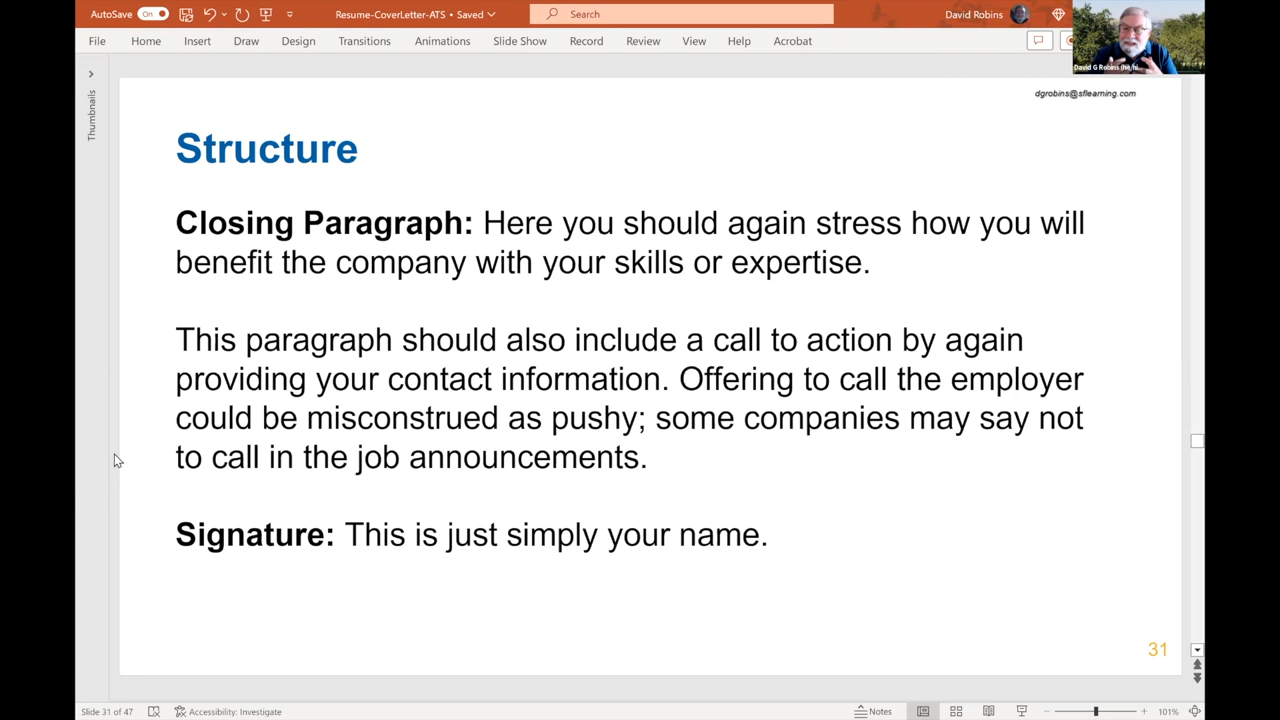 AutoSave On Resume-CoverLetter-ATS • Saved Search David Robins
File Home Insert Draw Design Transitions Animations Slide Show Record Review View Help Acrobat
David G Robins
Thumbnails
dgrobins@sflearning.com
Structure
Closing Paragraph: Here you should again stress how you will
benefit the company with your skills or expertise.
This paragraph should also include a call to action by again
providing your contact information. Offering to call the employer
could be misconstrued as pushy; some companies may say not
to call in the job announcements.
Signature: This is just simply your name.
31
Slide 31 of 47 Accessibility: Investigate Notes 101%